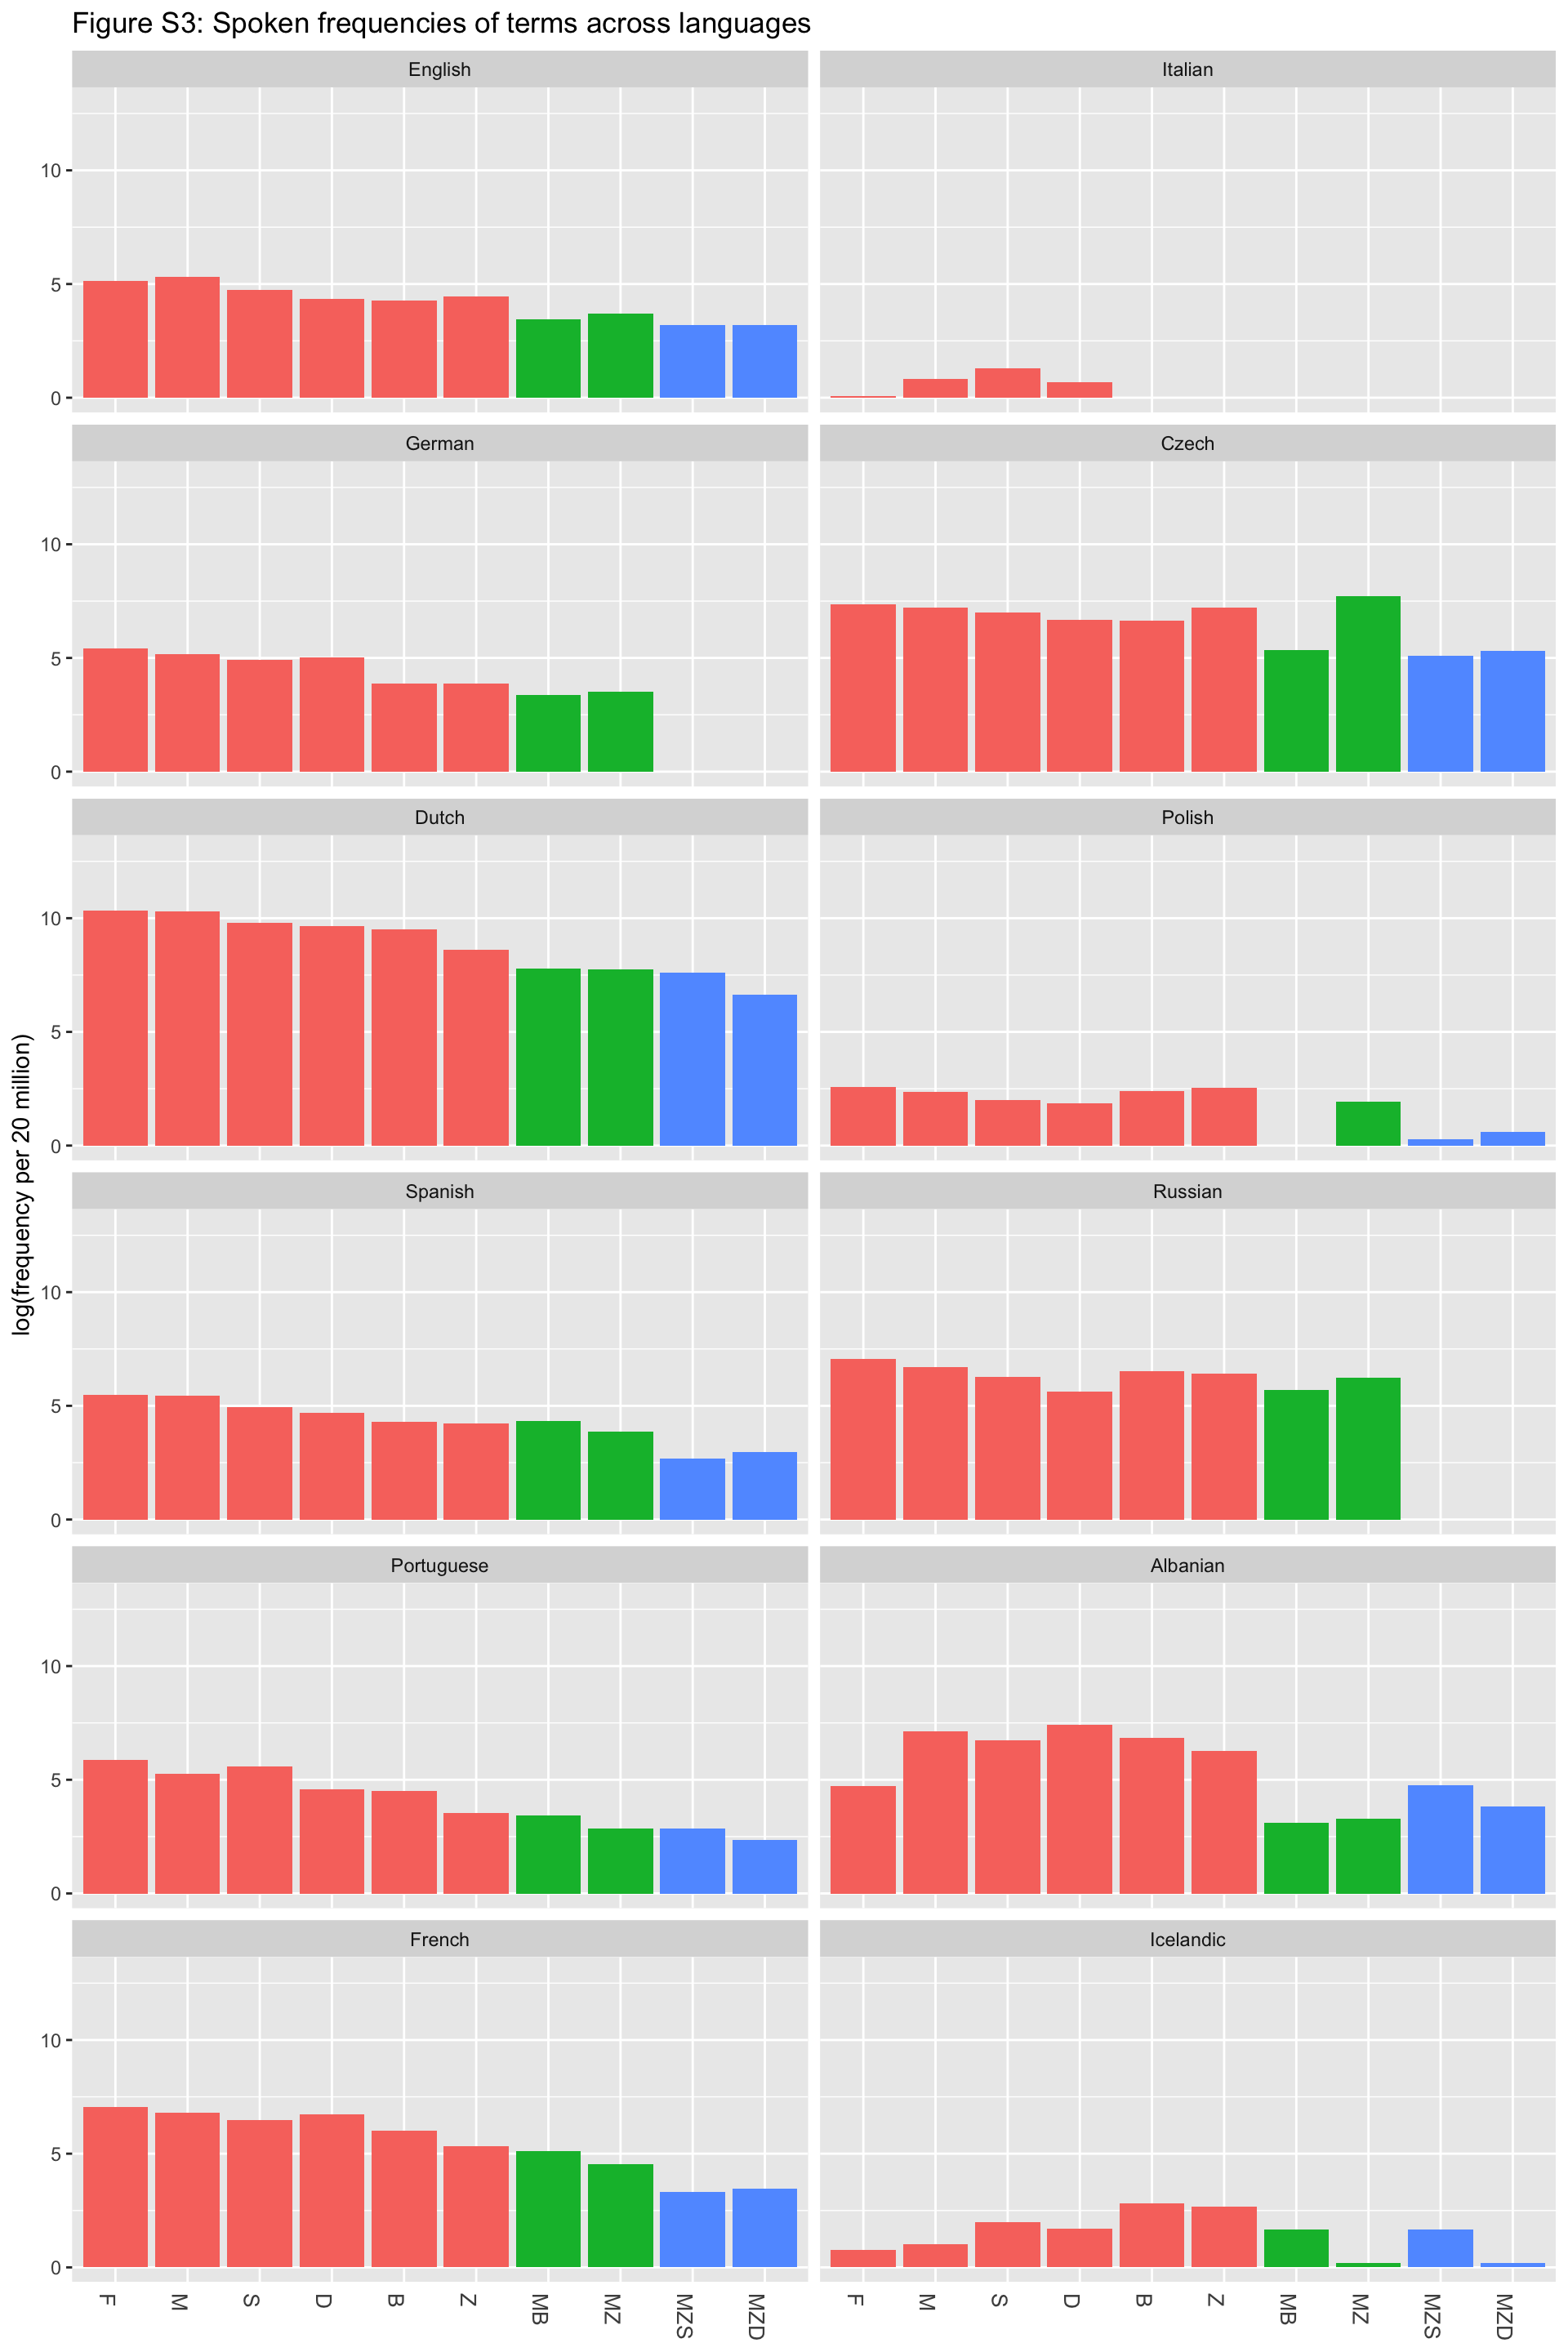 Figure S3: Spoken frequencies of terms across languages
English
Italian
10
5
0
German
Czech
10
5
0
Dutch
Polish
10
5
0
Spanish
Russian
10
5
0
Portuguese
Albanian
10
5
0
French
Icelandic
10
5
0
log(frequency per 20 million)
F M S D B Z MB MZ MZS MZD
F M S D B Z MB MZ MZS MZD